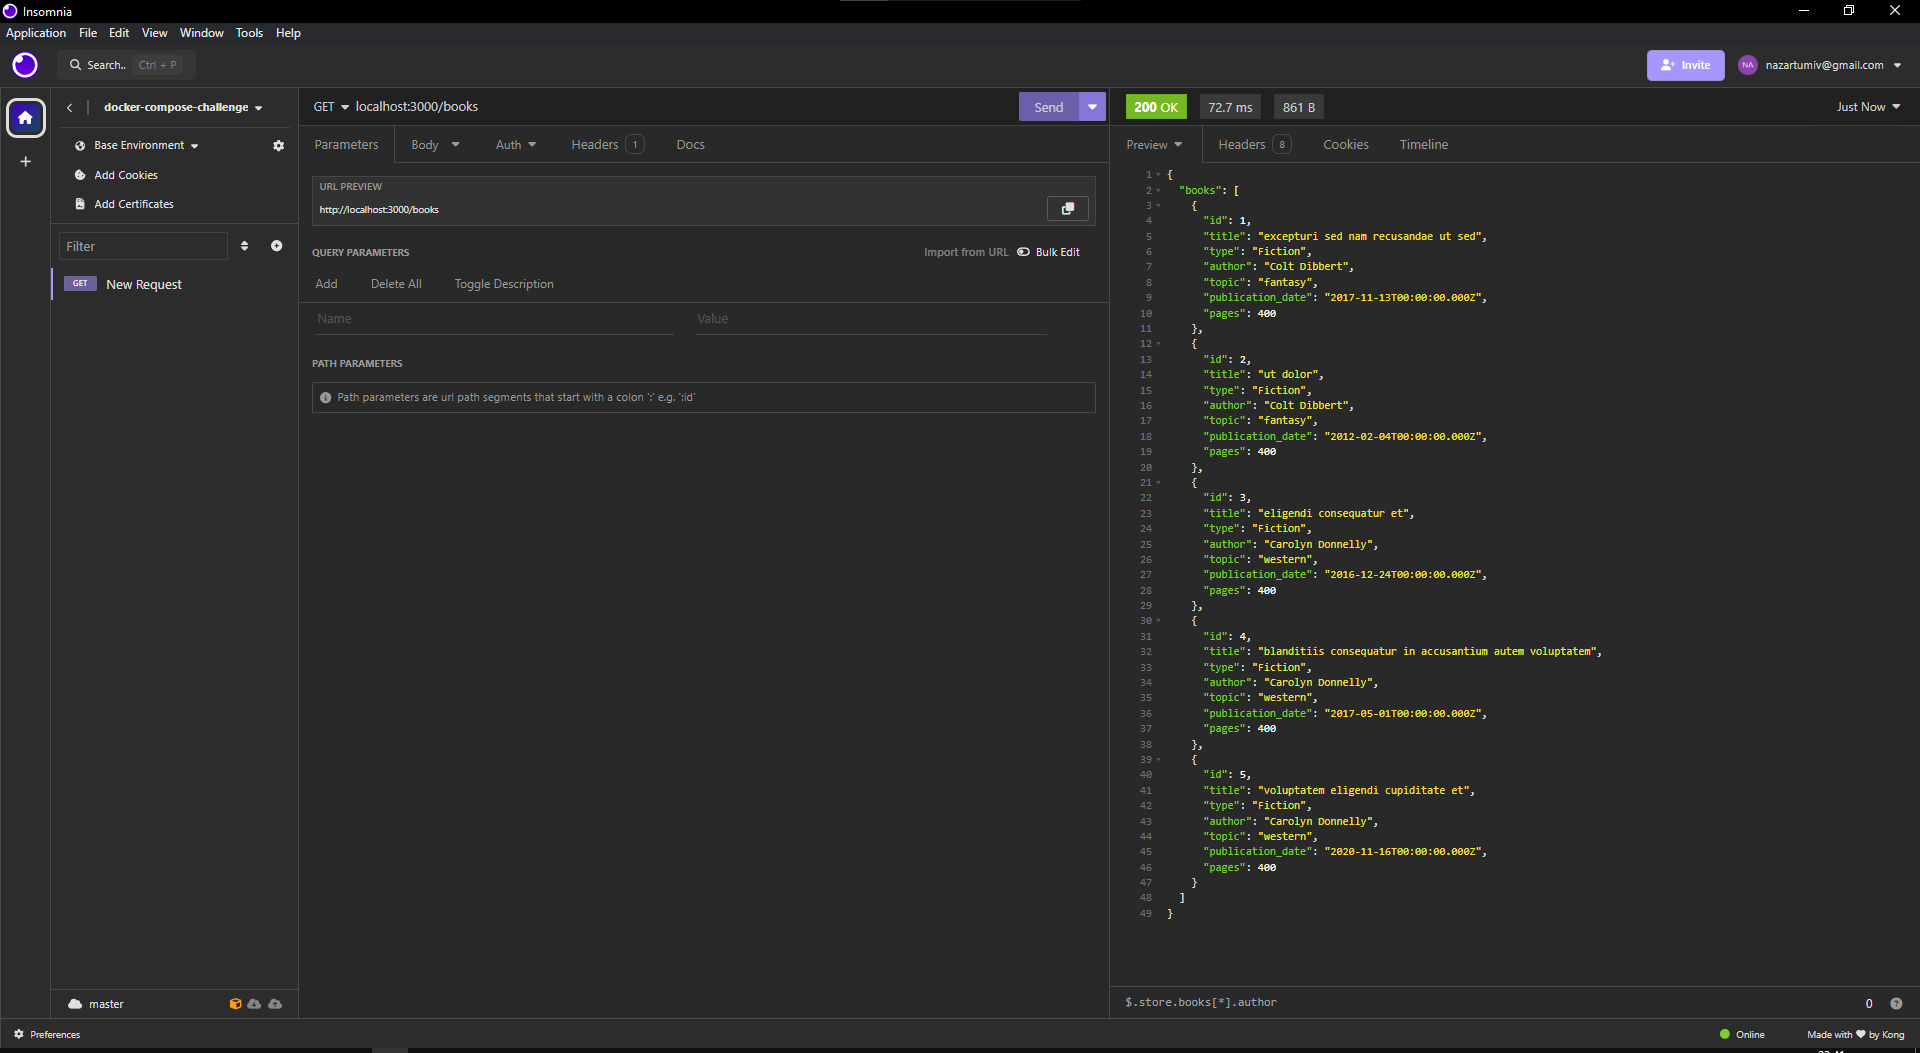 Insomnia
Application File Edit View Window Tools Help
Search.. Ctrl + P
Invite
NA nazartumiv@gmail.com
docker-compose-challenge
Base Environment
Add Cookies
Add Certificates
Filter
GET New Request
master
GET localhost:3000/books
Send
Parameters Body Auth Headers 1 Docs
URL PREVIEW
http://localhost:3000/books
QUERY PARAMETERS Import from URL Bulk Edit
Add Delete All Toggle Description
Name Value
PATH PARAMETERS
Path parameters are url path segments that start with a colon ':' e.g. ':id'
200 OK 72.7 ms 861 B Just Now
Preview Headers 8 Cookies Timeline
1 {
2 "books": [
3 {
4 "id": 1,
5 "title": "excepturi sed nam recusandae ut sed",
6 "type": "Fiction",
7 "author": "Colt Dibbert",
8 "topic": "fantasy",
9 "publication_date": "2017-11-13T00:00:00.000Z",
10 "pages": 400
11 },
12 {
13 "id": 2,
14 "title": "ut dolor",
15 "type": "Fiction",
16 "author": "Colt Dibbert",
17 "topic": "fantasy",
18 "publication_date": "2012-02-04T00:00:00.000Z",
19 "pages": 400
20 },
21 {
22 "id": 3,
23 "title": "eligendi consequatur et",
24 "type": "Fiction",
25 "author": "Carolyn Donnelly",
26 "topic": "western",
27 "publication_date": "2016-12-24T00:00:00.000Z",
28 "pages": 400
29 },
30 {
31 "id": 4,
32 "title": "blanditiis consequatur in accusantium autem voluptatem",
33 "type": "Fiction",
34 "author": "Carolyn Donnelly",
35 "topic": "western",
36 "publication_date": "2017-05-01T00:00:00.000Z",
37 "pages": 400
38 },
39 {
40 "id": 5,
41 "title": "voluptatem eligendi cupiditate et",
42 "type": "Fiction",
43 "author": "Carolyn Donnelly",
44 "topic": "western",
45 "publication_date": "2020-11-16T00:00:00.000Z",
46 "pages": 400
47 }
48 ]
49 }
$.store.books[*].author 0
Preferences
Online Made with by Kong